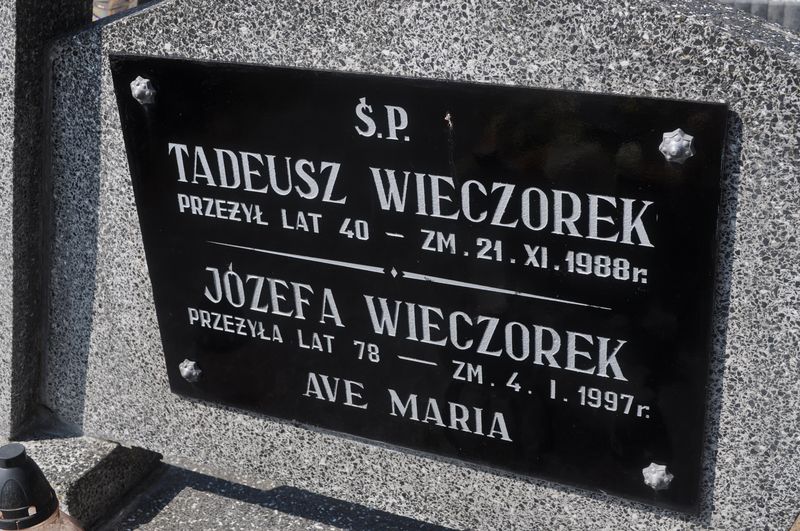 Ś.P.
TADEUSZ WIECZOREK
PRZEŻYŁ LAT 40 – ZM. 21. XI. 1988r.
JÓZEFA WIECZOREK
PRZEŻYŁA LAT 78 — ZM. 4. I. 1997r.
AVE MARIA